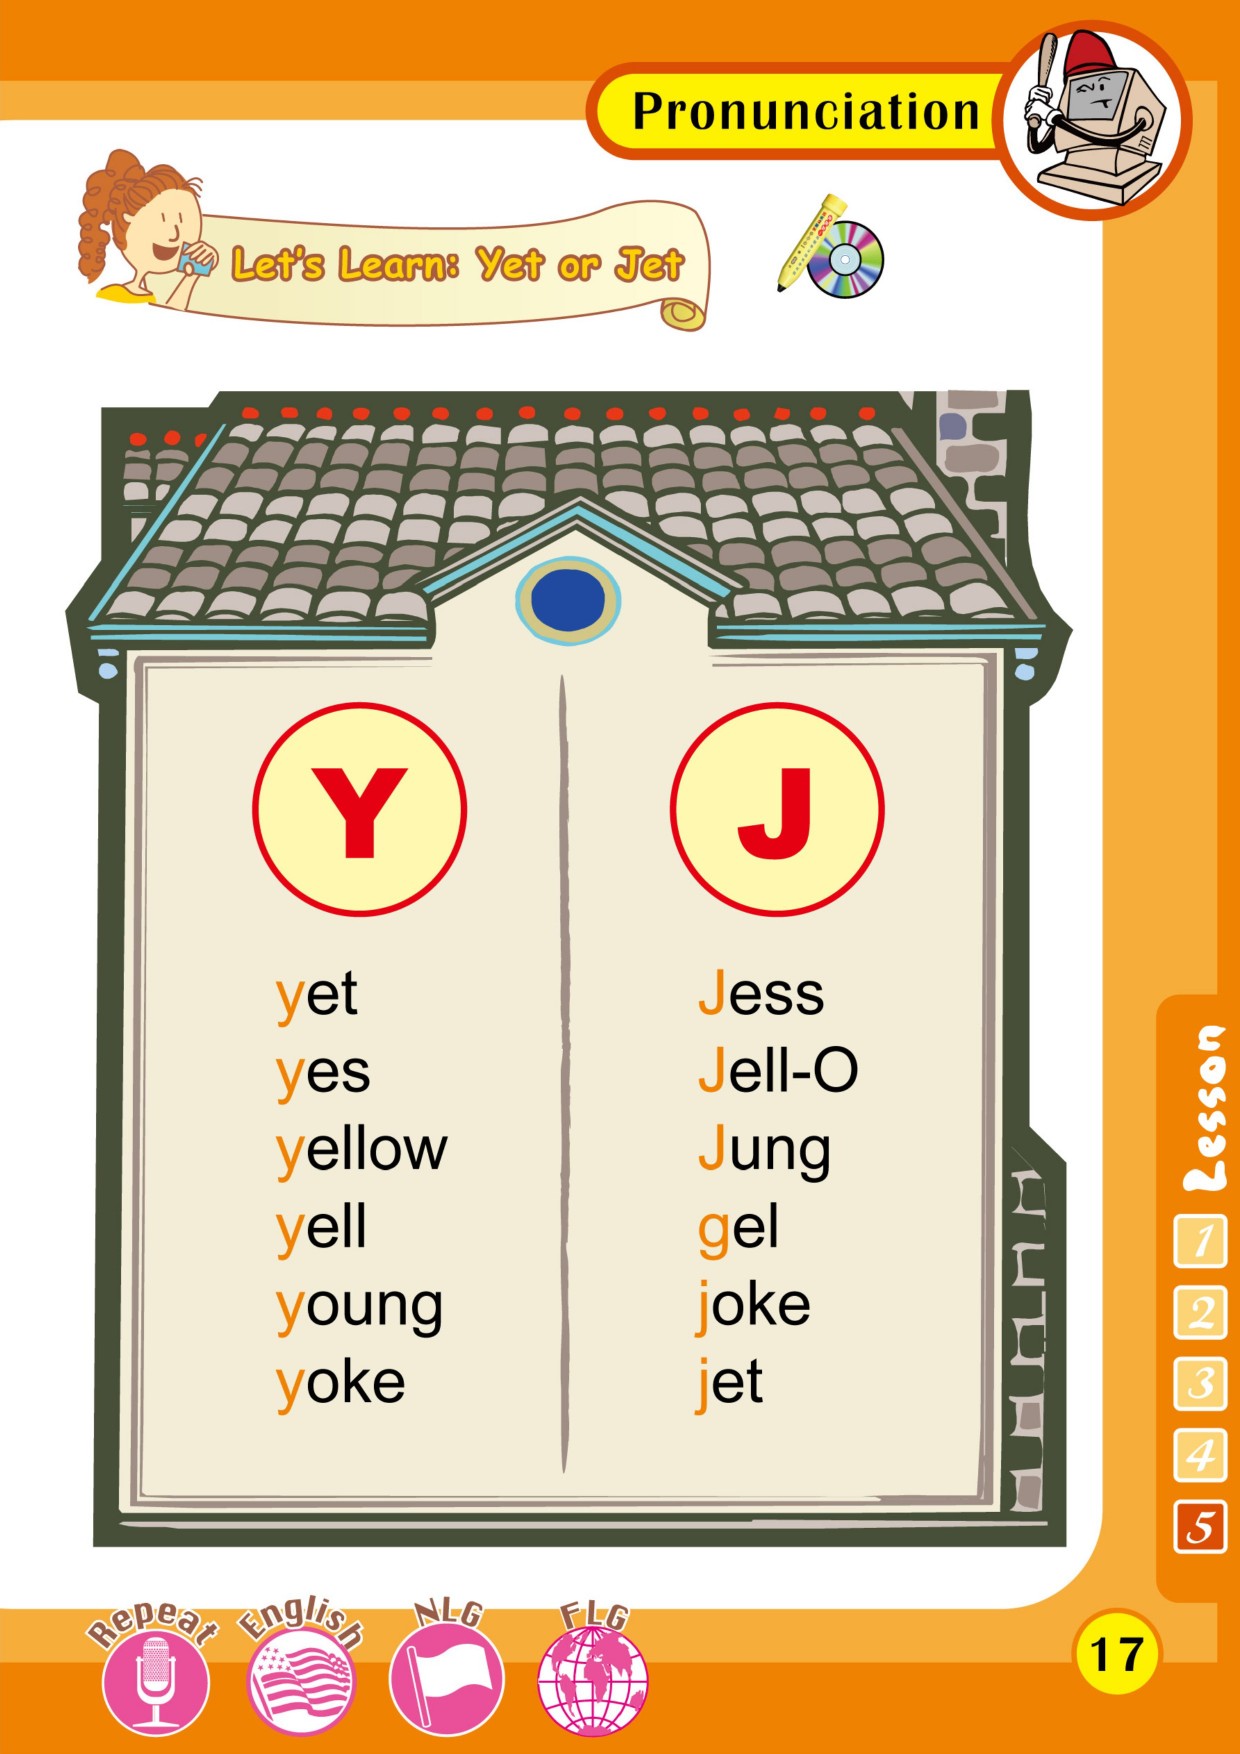 Pronunciation
Let's Learn: Yet or Jet
Y
J
yet
yes
yellow
yell
young
yoke
Jess
Jell-O
Jung
gel
joke
jet
Lesson
1
2
3
4
5
Repeat
English
NLG
FLG
17